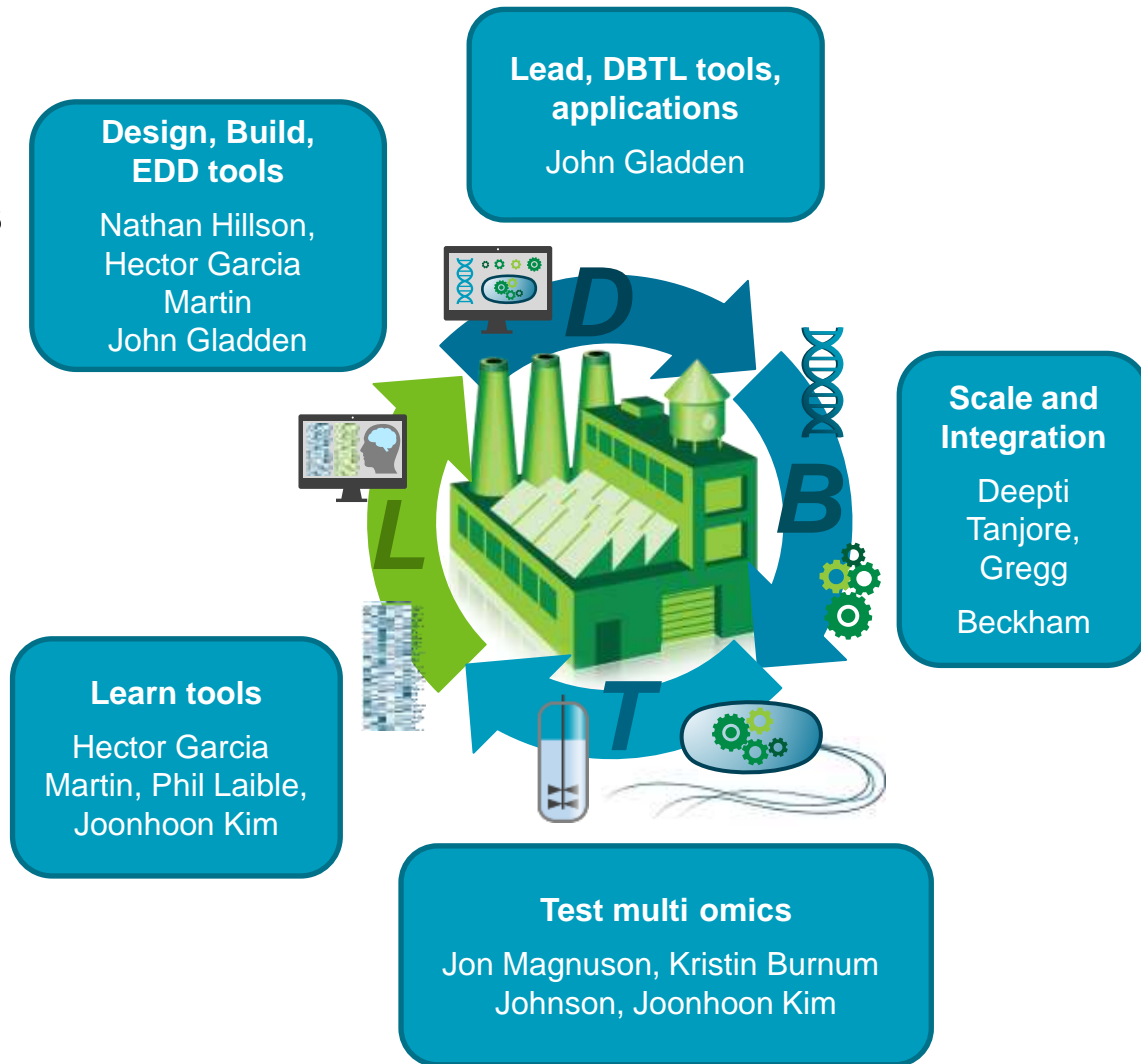 Lead, DBTL tools,
applications
John Gladden
Design, Build,
EDD tools
Nathan Hillson,
Hector Garcia
Martin
John Gladden
D
B
T
L
Scale and
Integration
Deepti
Tanjore,
Gregg
Beckham
Learn tools
Hector Garcia
Martin, Phil Laible,
Joonhoon Kim
Test multi omics
Jon Magnuson, Kristin Burnum
Johnson, Joonhoon Kim